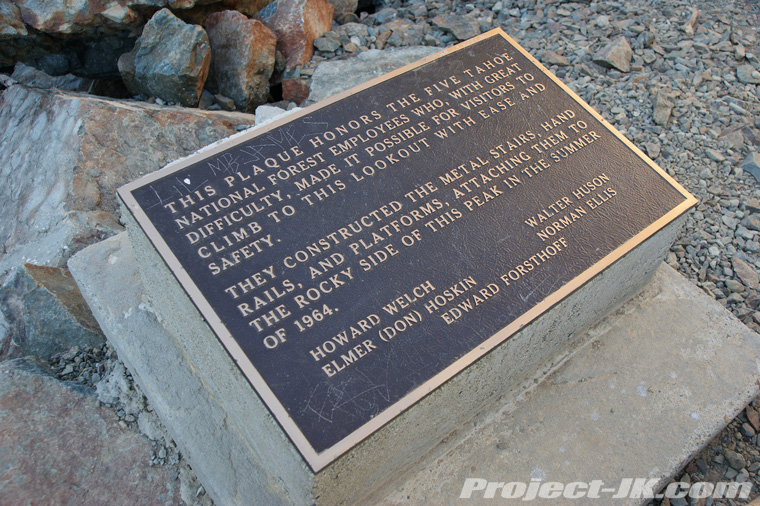 THIS PLAQUE HONORS THE FIVE TAHOE
NATIONAL FOREST EMPLOYEES WHO, WITH GREAT
DIFFICULTY, MADE IT POSSIBLE FOR VISITORS TO
CLIMB TO THIS LOOKOUT WITH EASE AND
SAFETY.
THEY CONSTRUCTED THE METAL STAIRS, HAND
RAILS, AND PLATFORMS, ATTACHING THEM TO
THE ROCKY SIDE OF THIS PEAK IN THE SUMMER
OF 1964.
HOWARD WELCH WALTER HUSON
ELMER (DON) HOSKIN NORMAN ELLIS
EDWARD FORSTHOFF
Project-JK.com